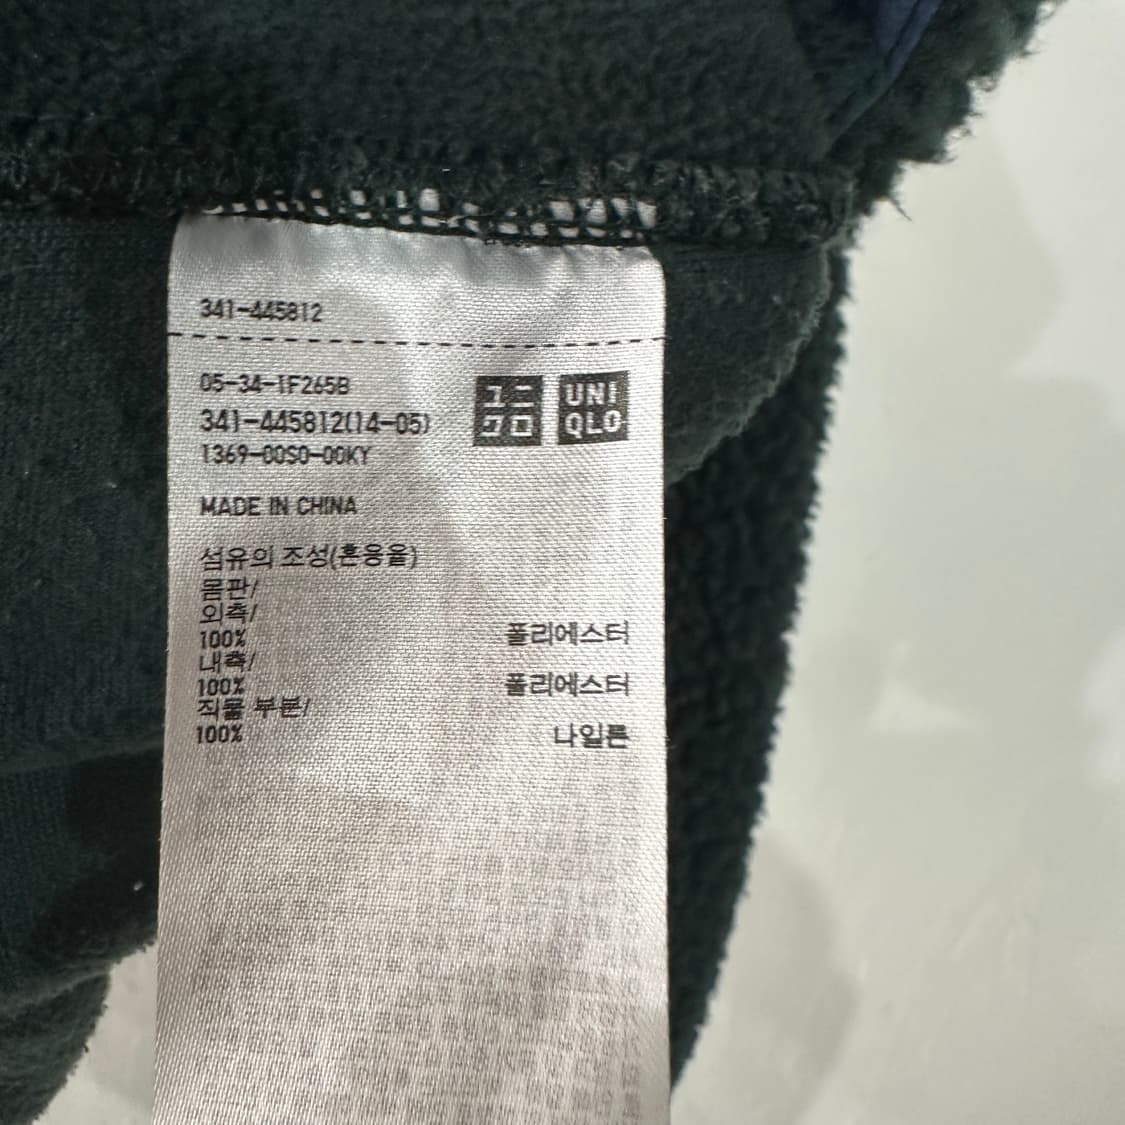 341-445812
05-34-1F265B
341-445812(14-05)
1369-00S0-00KY
ユニ
クロ
UNI
QLO
MADE IN CHINA
섬유의 조성(혼용율)
몸판/
외측/
100% 폴리에스터
내측/
100% 폴리에스터
직물 부분/
100% 나일론